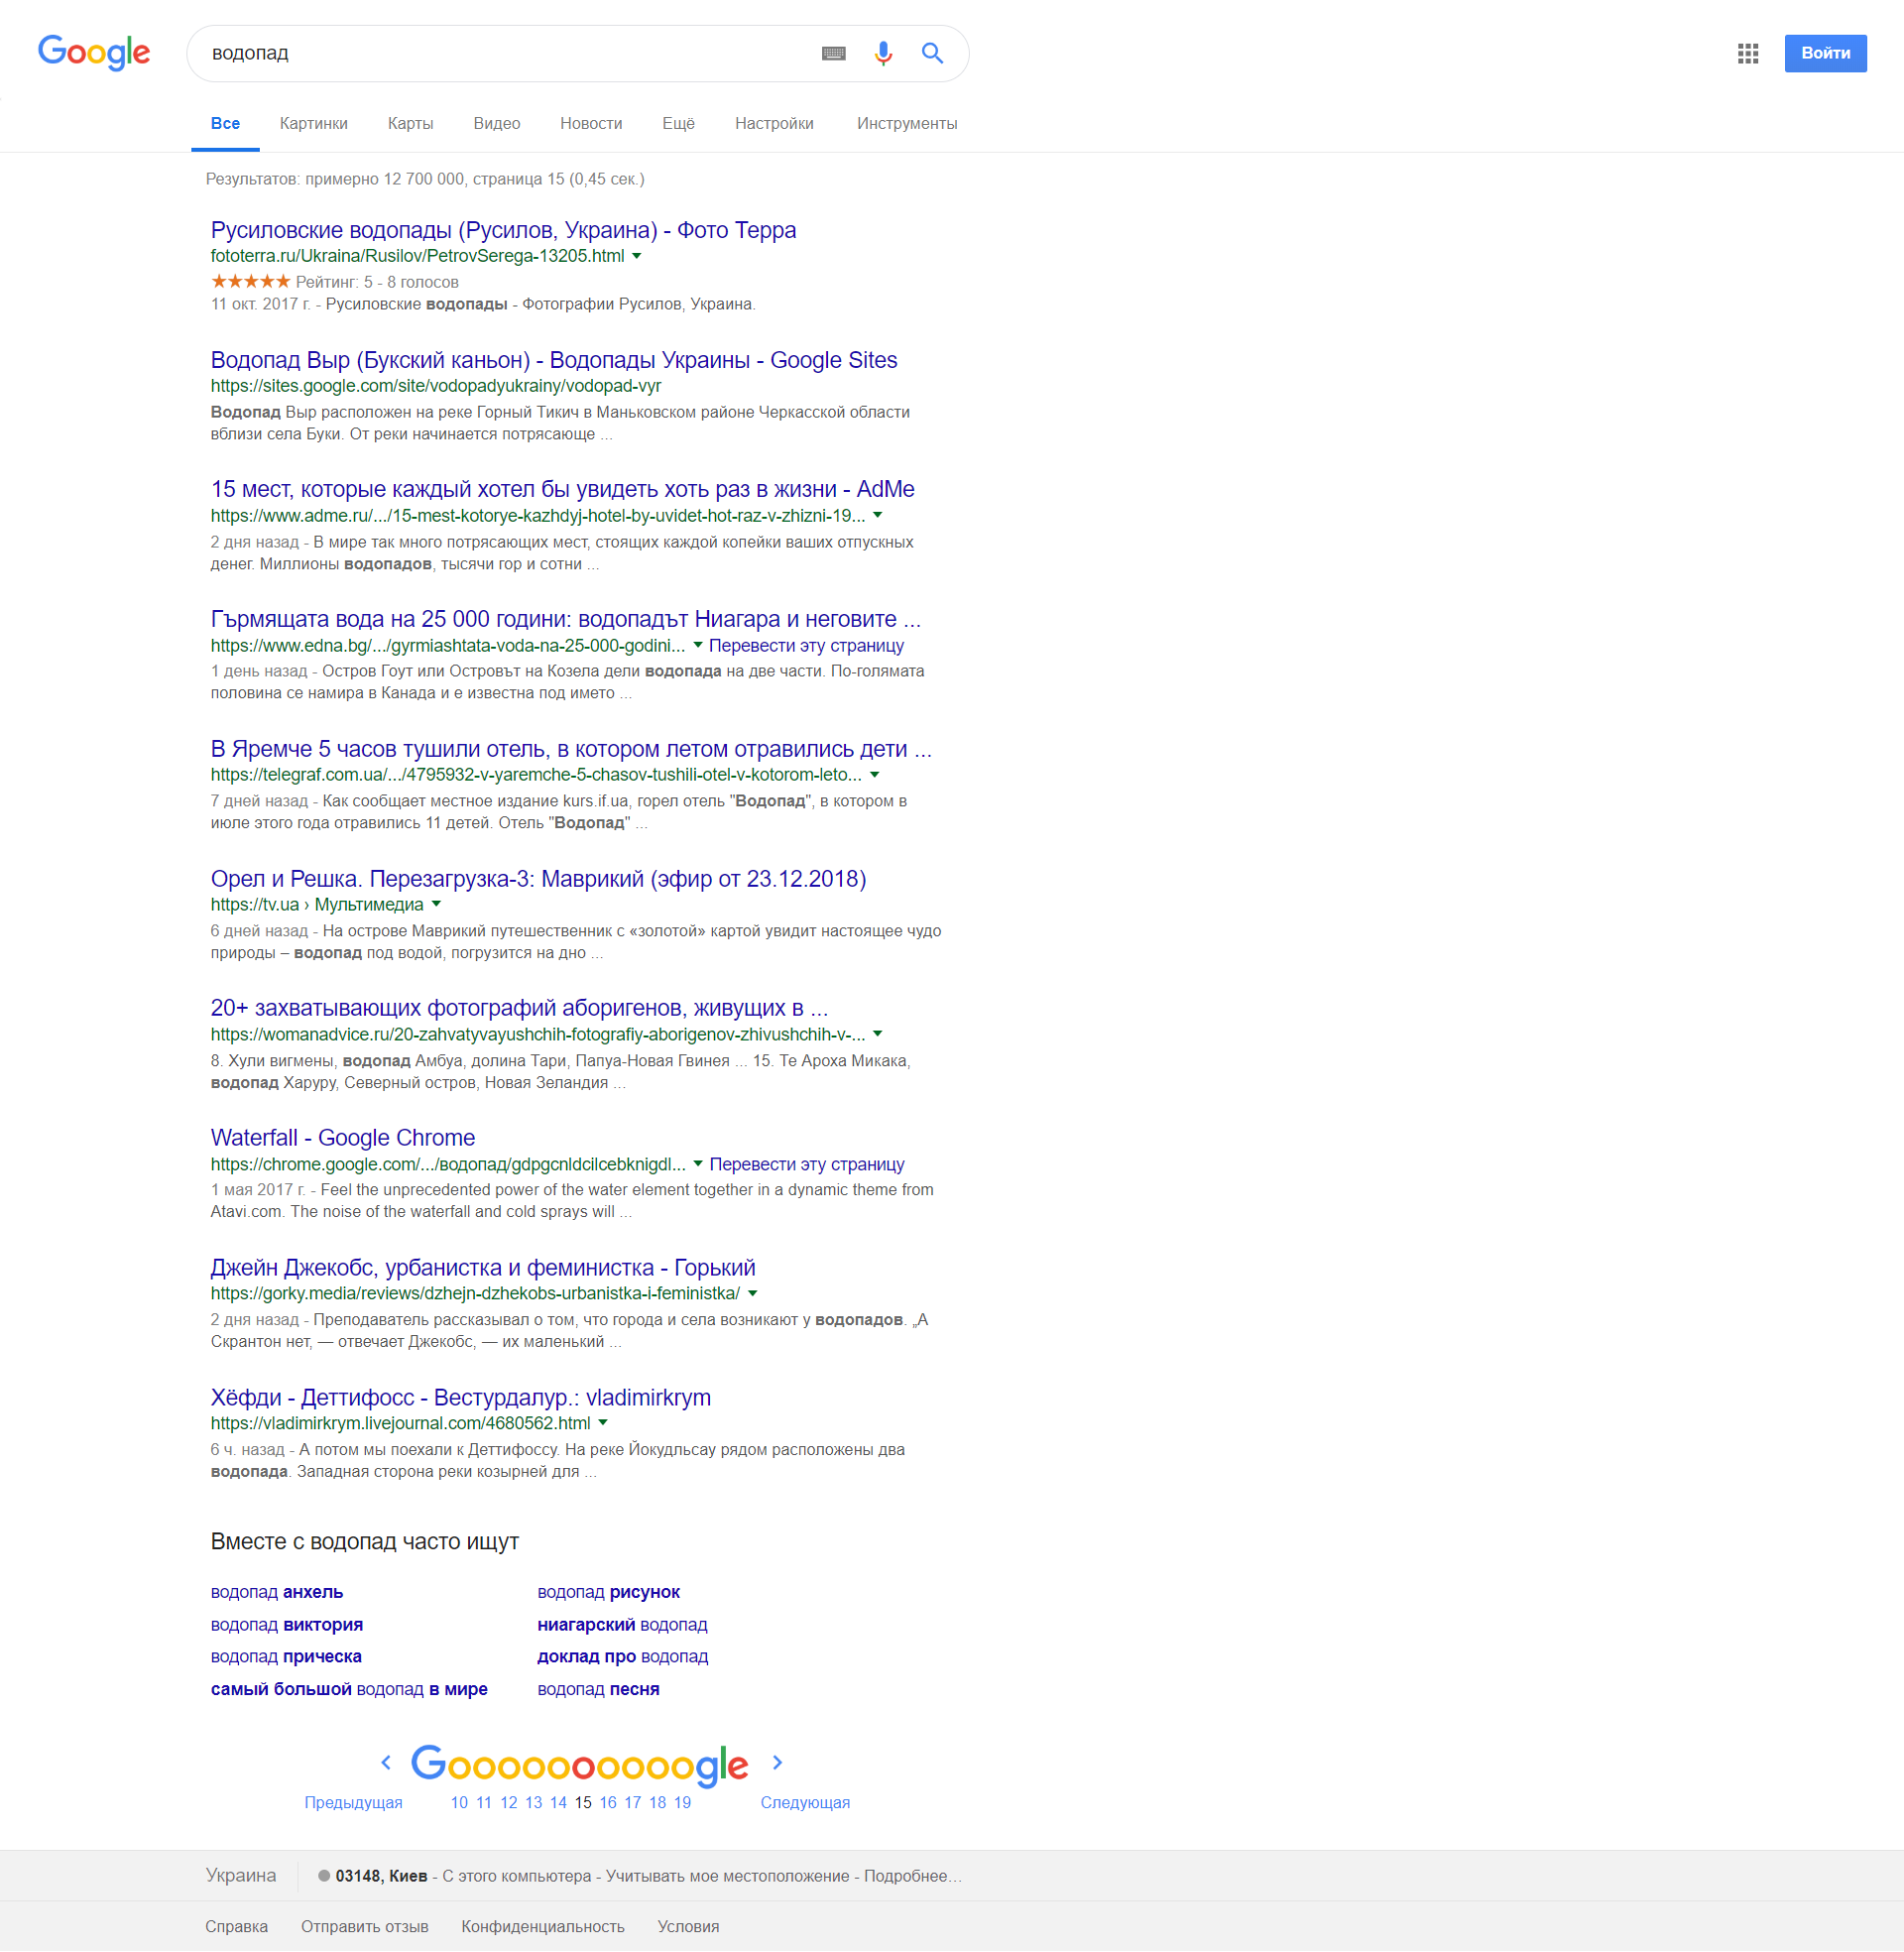 Google
водопад
Войти
Все Картинки Карты Видео Новости Ещё Настройки Инструменты
Результатов: примерно 12 700 000, страница 15 (0,45 сек.)
Русиловские водопады (Русилов, Украина) - Фото Терра
fototerra.ru/Ukraina/Rusilov/PetrovSerega-13205.html
Рейтинг: 5 - 8 голосов
11 окт. 2017 г. - Русиловские водопады - Фотографии Русилов, Украина.
Водопад Выр (Букский каньон) - Водопады Украины - Google Sites
https://sites.google.com/site/vodopadyukrainy/vodopad-vyr
Водопад Выр расположен на реке Горный Тикич в Маньковском районе Черкасской области
вблизи села Буки. От реки начинается потрясающе ...
15 мест, которые каждый хотел бы увидеть хоть раз в жизни - AdMe
https://www.adme.ru/.../15-mest-kotorye-kazhdyj-hotel-by-uvidet-hot-raz-v-zhizni-19...
2 дня назад - В мире так много потрясающих мест, стоящих каждой копейки ваших отпускных
денег. Миллионы водопадов, тысячи гор и сотни ...
Гърмящата вода на 25 000 години: водопадът Ниагара и неговите ...
https://www.edna.bg/.../gyrmiashtata-voda-na-25-000-godini... Перевести эту страницу
1 день назад - Остров Гоут или Островът на Козела дели водопада на две части. По-голямата
половина се намира в Канада и е известна под името ...
В Яремче 5 часов тушили отель, в котором летом отравились дети ...
https://telegraf.com.ua/.../4795932-v-yaremche-5-chasov-tushili-otel-v-kotorom-leto...
7 дней назад - Как сообщает местное издание kurs.if.ua, горел отель "Водопад", в котором в
июле этого года отравились 11 детей. Отель "Водопад" ...
Орел и Решка. Перезагрузка-3: Маврикий (эфир от 23.12.2018)
https://tv.ua › Мультимедиа
6 дней назад - На острове Маврикий путешественник с «золотой» картой увидит настоящее чудо
природы – водопад под водой, погрузится на дно ...
20+ захватывающих фотографий аборигенов, живущих в ...
https://womanadvice.ru/20-zahvatyvayushchih-fotografiy-aborigenov-zhivushchih-v-...
8. Хули вигмены, водопад Амбуа, долина Тари, Папуа-Новая Гвинея ... 15. Те Ароха Микака,
водопад Харуру, Северный остров, Новая Зеландия ...
Waterfall - Google Chrome
https://chrome.google.com/.../водопад/gdpgcnldcilcebknigdl... Перевести эту страницу
1 мая 2017 г. - Feel the unprecedented power of the water element together in a dynamic theme from
Atavi.com. The noise of the waterfall and cold sprays will ...
Джейн Джекобс, урбанистка и феминистка - Горький
https://gorky.media/reviews/dzhejn-dzhekobs-urbanistka-i-feministka/
2 дня назад - Преподаватель рассказывал о том, что города и села возникают у водопадов. „А
Скрантон нет, — отвечает Джекобс, — их маленький ...
Хёфди - Деттифосс - Вестурдалур.: vladimirkrym
https://vladimirkrym.livejournal.com/4680562.html
6 ч. назад - А потом мы поехали к Деттифоссу. На реке Йокудльсау рядом расположены два
водопада. Западная сторона реки козырней для ...
Вместе с водопад часто ищут
водопад анхель водопад рисунок
водопад виктория ниагарский водопад
водопад прическа доклад про водопад
самый большой водопад в мире водопад песня
Goooooooooogle
Предыдущая 10 11 12 13 14 15 16 17 18 19 Следующая
Украина 03148, Киев - С этого компьютера - Учитывать мое местоположение - Подробнее…
Справка Отправить отзыв Конфиденциальность Условия